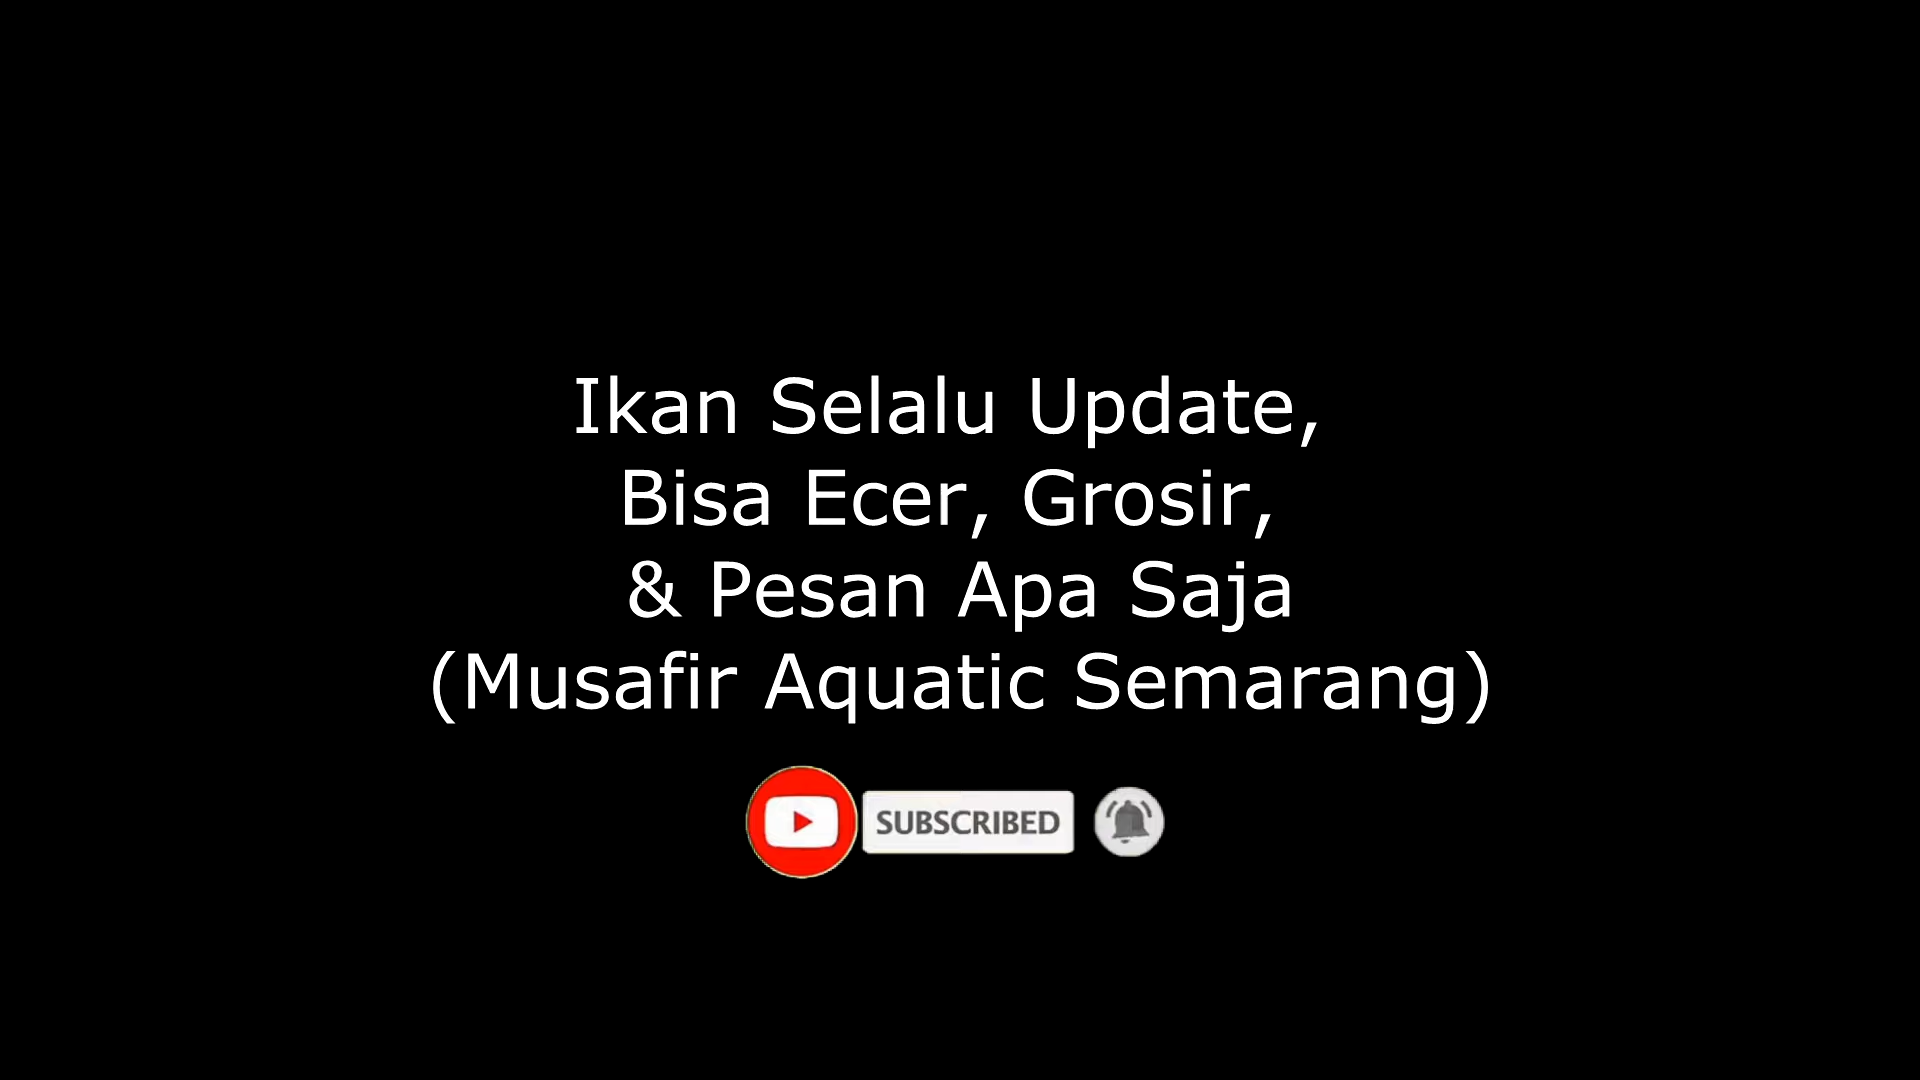 Ikan Selalu Update,
Bisa Ecer, Grosir,
& Pesan Apa Saja
(Musafir Aquatic Semarang)
SUBSCRIBED